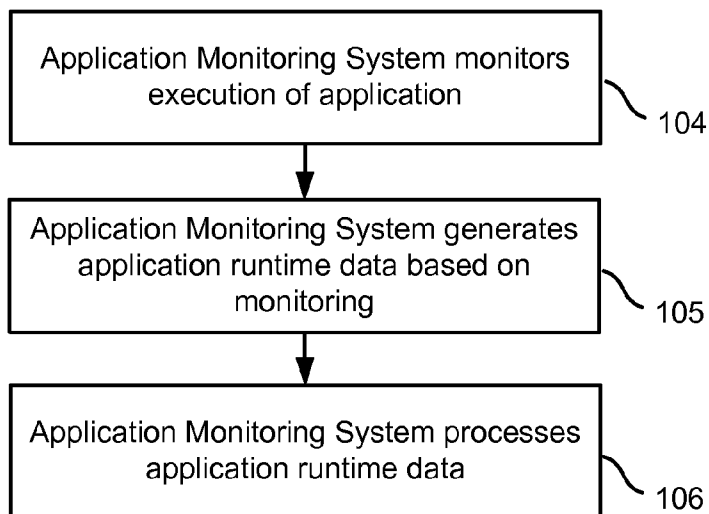 Application Monitoring System monitors
execution of application
104
Application Monitoring System generates
application runtime data based on
monitoring
105
Application Monitoring System processes
application runtime data
106